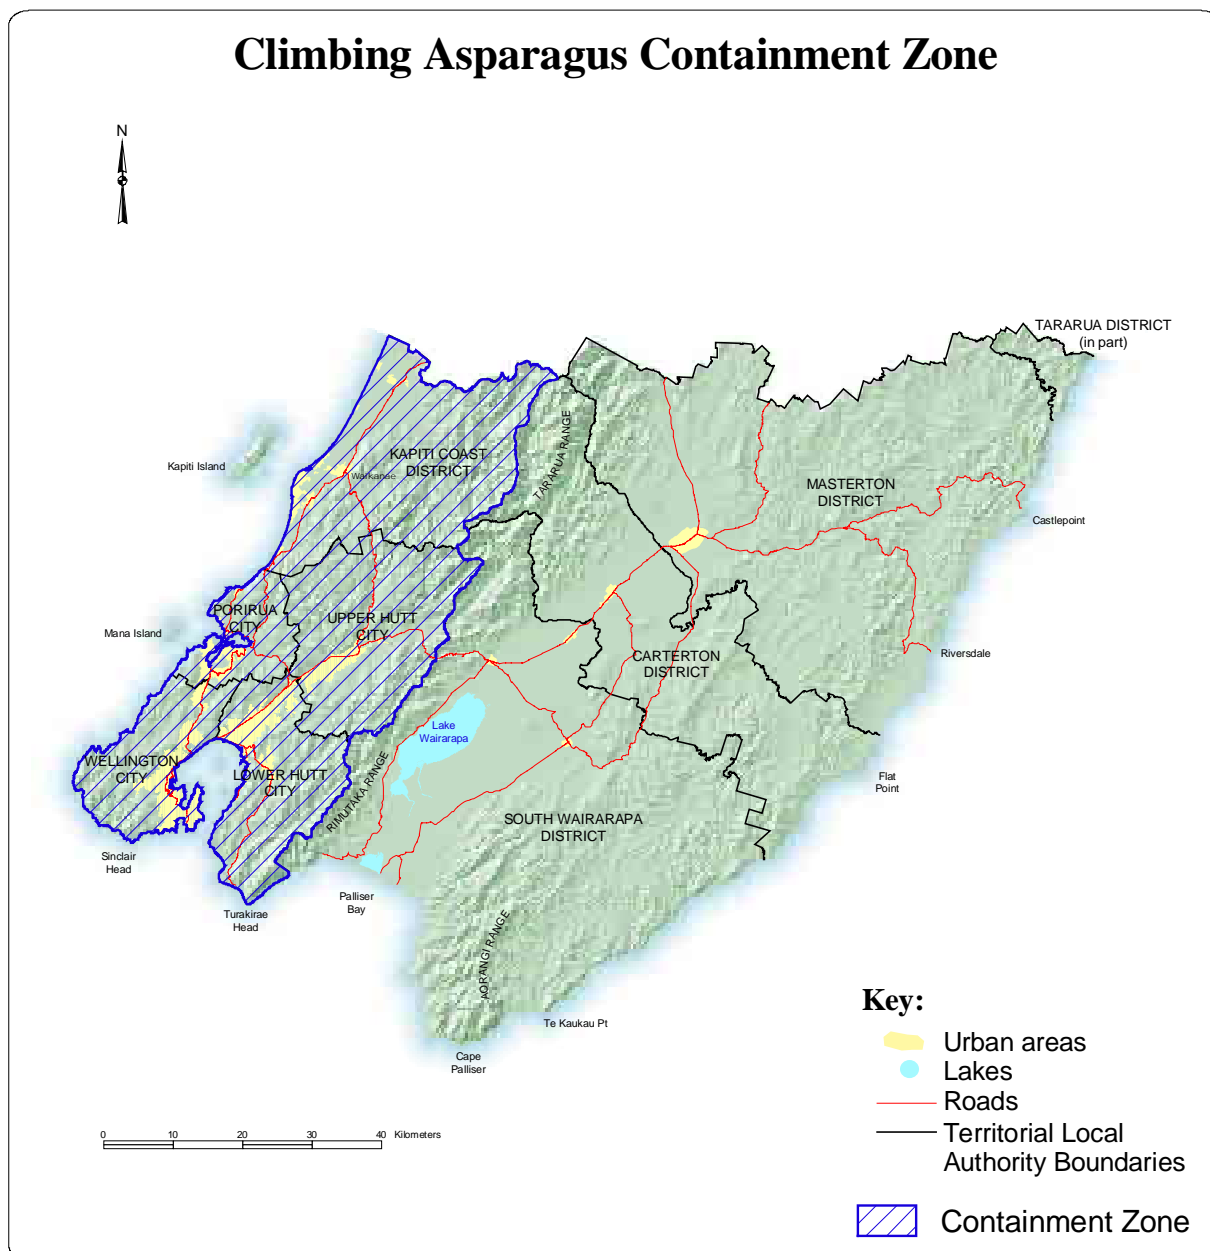 Climbing Asparagus Containment Zone
N
TARARUA DISTRICT
(in part)
Kapiti Island
KAPITI COAST
DISTRICT
Waikanae
TARARUA RANGE
MASTERTON
DISTRICT
Castlepoint
PORIRUA
CITY
Mana Island
UPPER HUTT
CITY
CARTERTON
DISTRICT
Riversdale
Lake
Wairarapa
WELLINGTON
CITY
LOWER HUTT
CITY
RIMUTAKA RANGE
Flat
Point
SOUTH WAIRARAPA
DISTRICT
Sinclair
Head
Palliser
Bay
Turakirae
Head
AORANGI RANGE
Te Kaukau Pt
Cape
Palliser
Key:
Urban areas
Lakes
Roads
Territorial Local
Authority Boundaries
Containment Zone
0 10 20 30 40 Kilometers